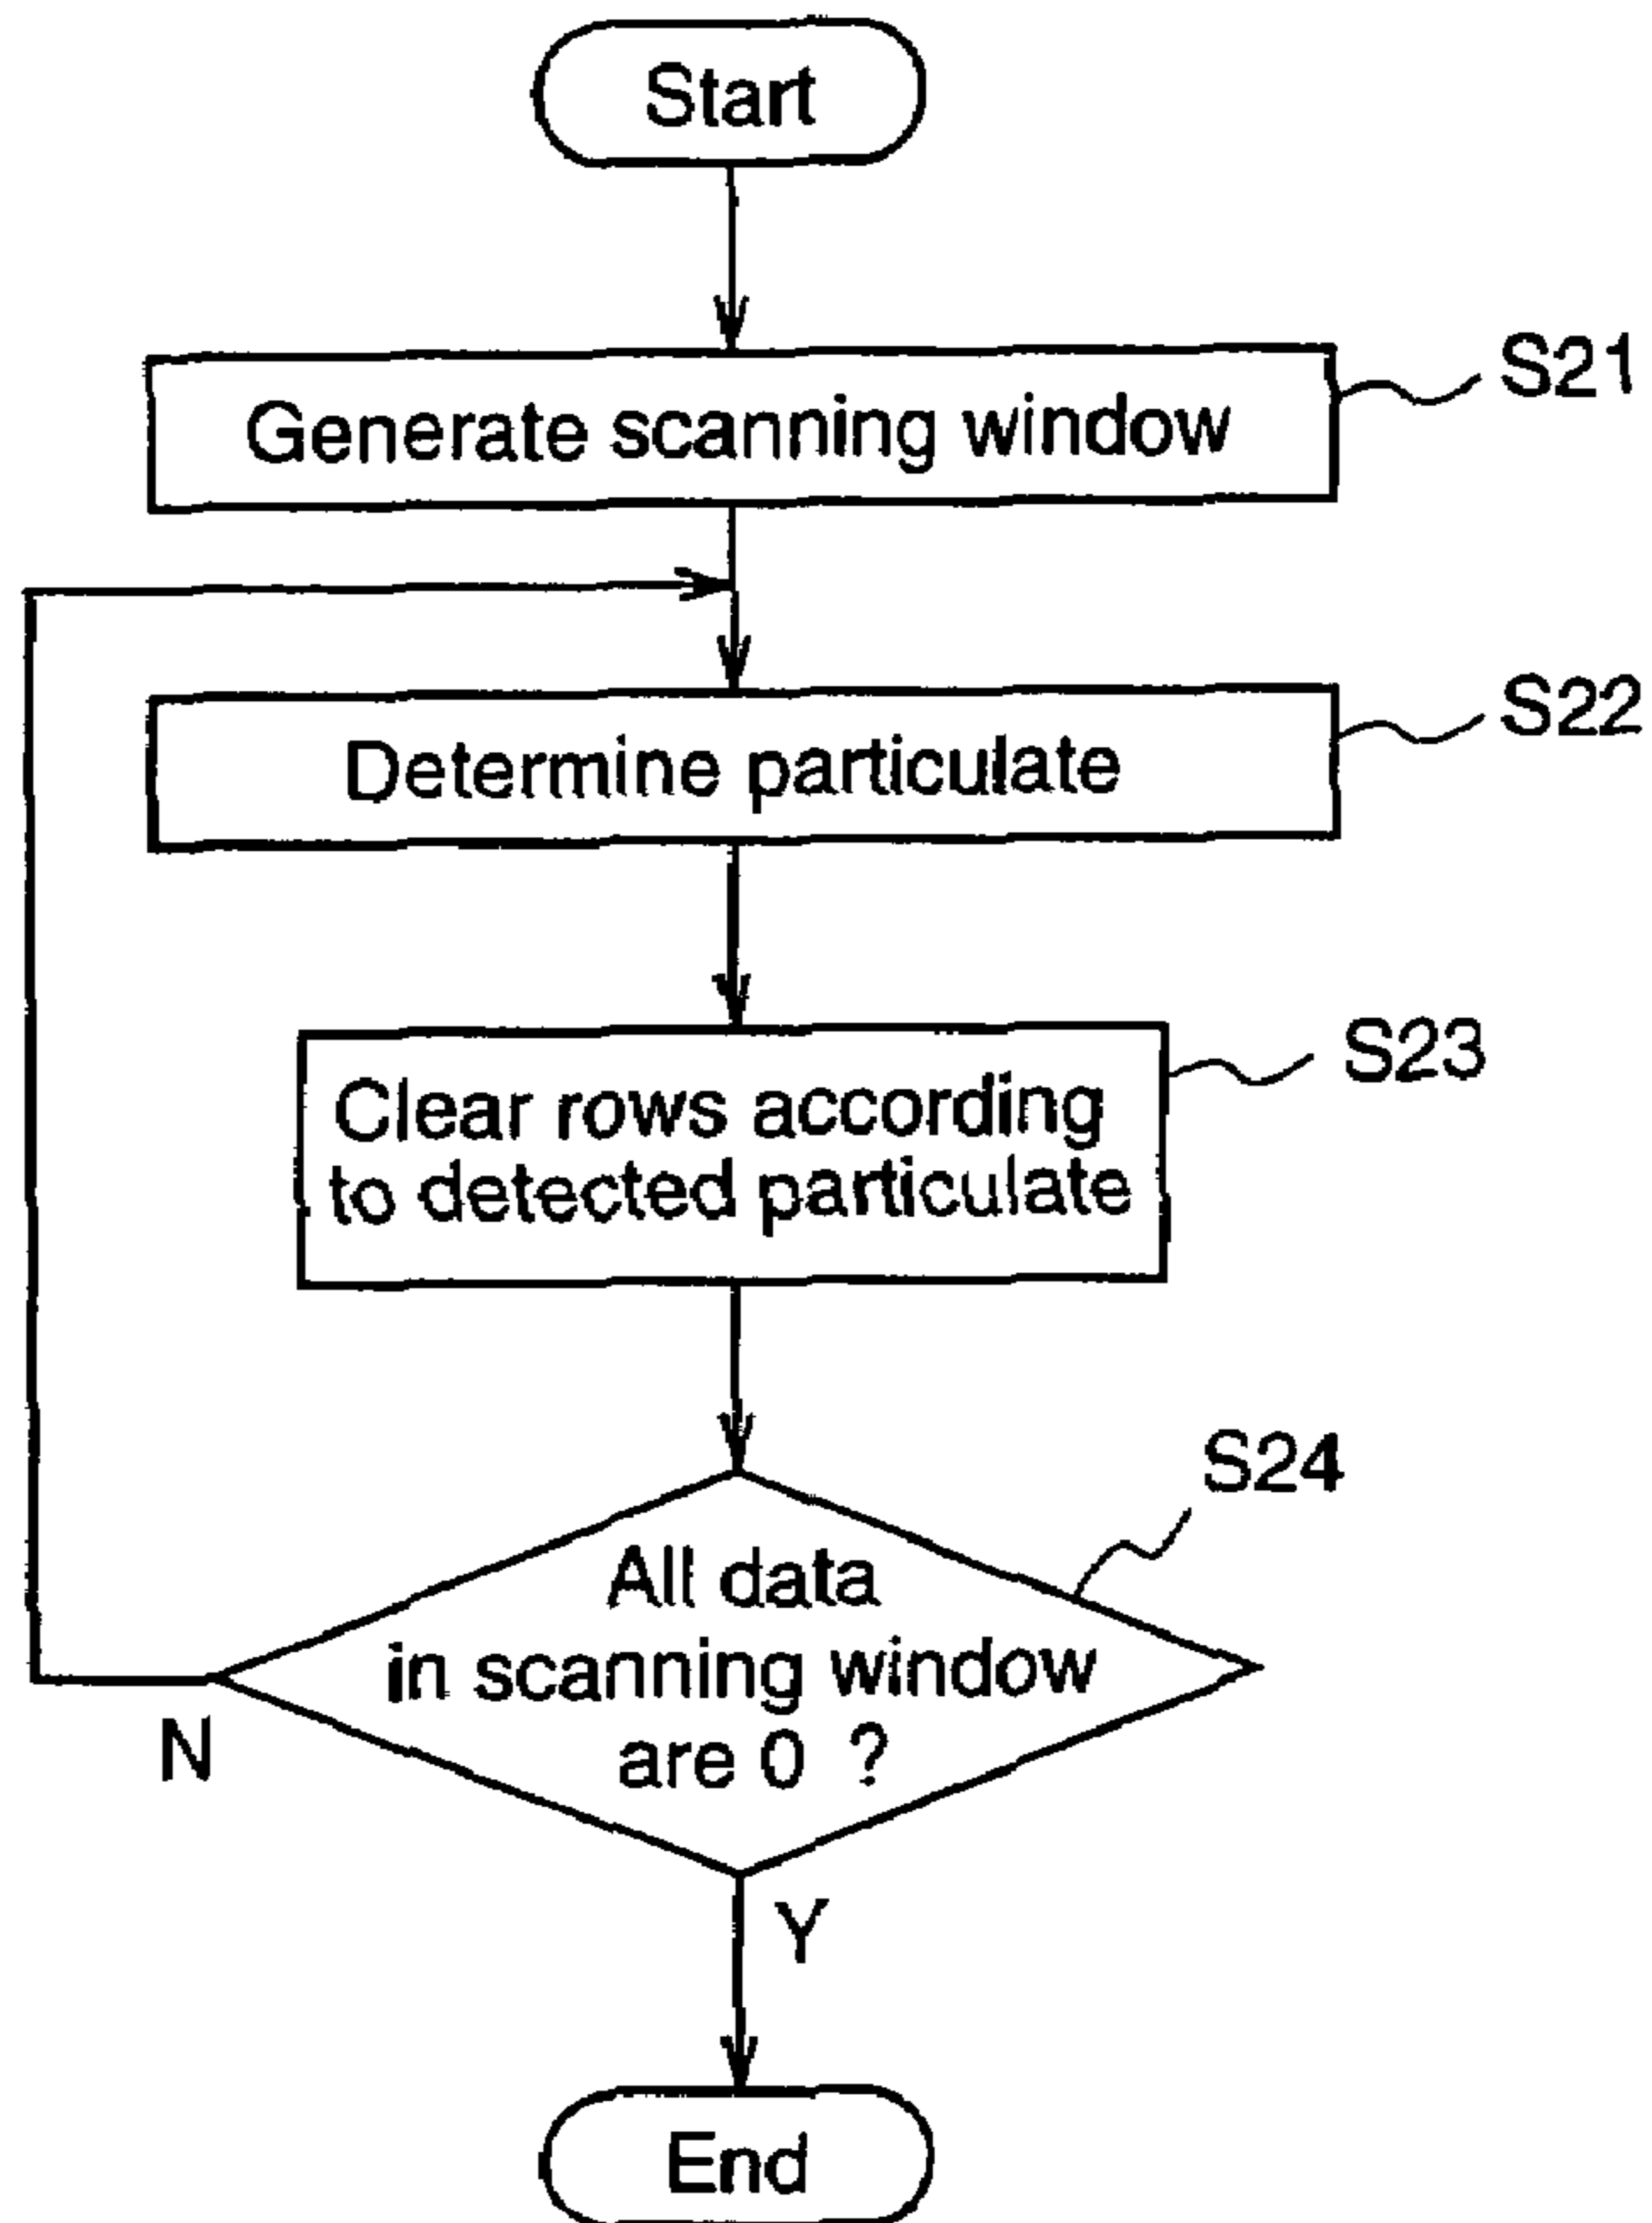 Start
S21
Generate scanning window
S22
Determine particulate
S23
Clear rows according
to detected particulate
S24
All data
in scanning window
are 0 ?
N
Y
End